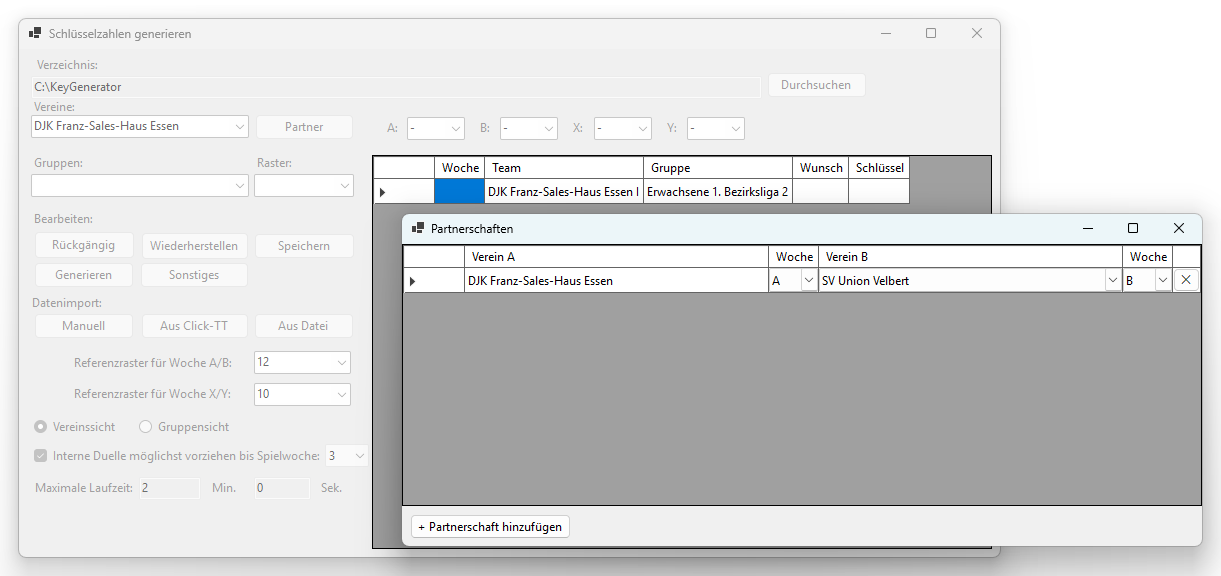 Schlüsselzahlen generieren
Verzeichnis:
C:\KeyGenerator
Durchsuchen
Vereine:
DJK Franz-Sales-Haus Essen
Partner
A: -
B: -
X: -
Y: -
Gruppen:
Raster:
Woche Team Gruppe Wunsch Schlüssel
DJK Franz-Sales-Haus Essen I Erwachsene 1. Bezirksliga 2
Bearbeiten:
Rückgängig
Wiederherstellen
Speichern
Generieren
Sonstiges
Datenimport:
Manuell
Aus Click-TT
Aus Datei
Referenzraster für Woche A/B: 12
Referenzraster für Woche X/Y: 10
Vereinssicht
Gruppensicht
Interne Duelle möglichst vorziehen bis Spielwoche: 3
Maximale Laufzeit: 2 Min. 0 Sek.
Partnerschaften
Verein A Woche Verein B Woche
DJK Franz-Sales-Haus Essen A SV Union Velbert B
+ Partnerschaft hinzufügen